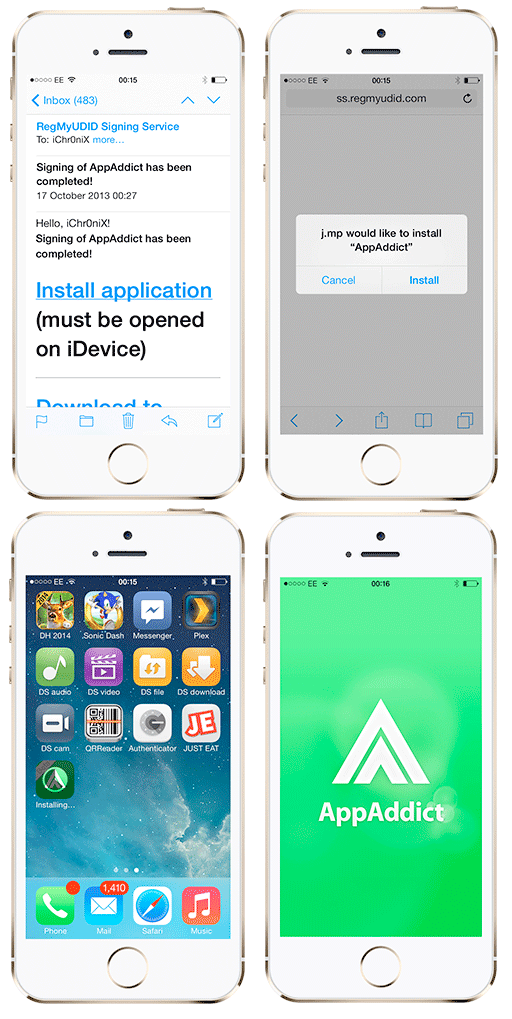 EE 00:15
Inbox (483)
RegMyUDID Signing Service
To: iChr0niX more...
Signing of AppAddict has been
completed!
17 October 2013 00:27
Hello, iChr0niX!
Signing of AppAddict has been
completed!
Install application
(must be opened
on iDevice)
Download to
EE 00:15
ss.regmyudid.com
j.mp would like to install
“AppAddict”
Cancel Install
EE 00:15
2014
DH 2014 Sonic Dash Messenger Plex
DS audio DS video DS file DS download
JE
DS cam QRReader Authenticator JUST EAT
Installing...
1,410
Phone Mail Safari Music
EE 00:16
AppAddict